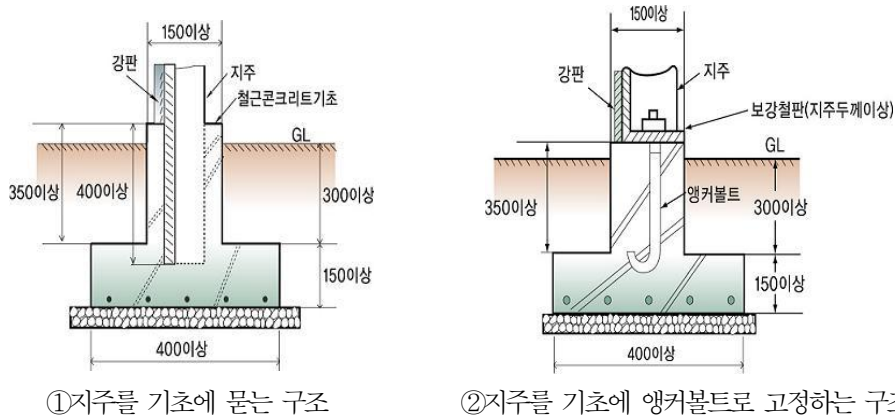 150이상
강판
지주
철근콘크리트기초
GL
350이상
400이상
300이상
150이상
400이상
①지주를 기초에 묻는 구조
150이상
강판
지주
보강철판(지주두께이상)
GL
앵커볼트
350이상
300이상
150이상
400이상
②지주를 기초에 앵커볼트로 고정하는 구조